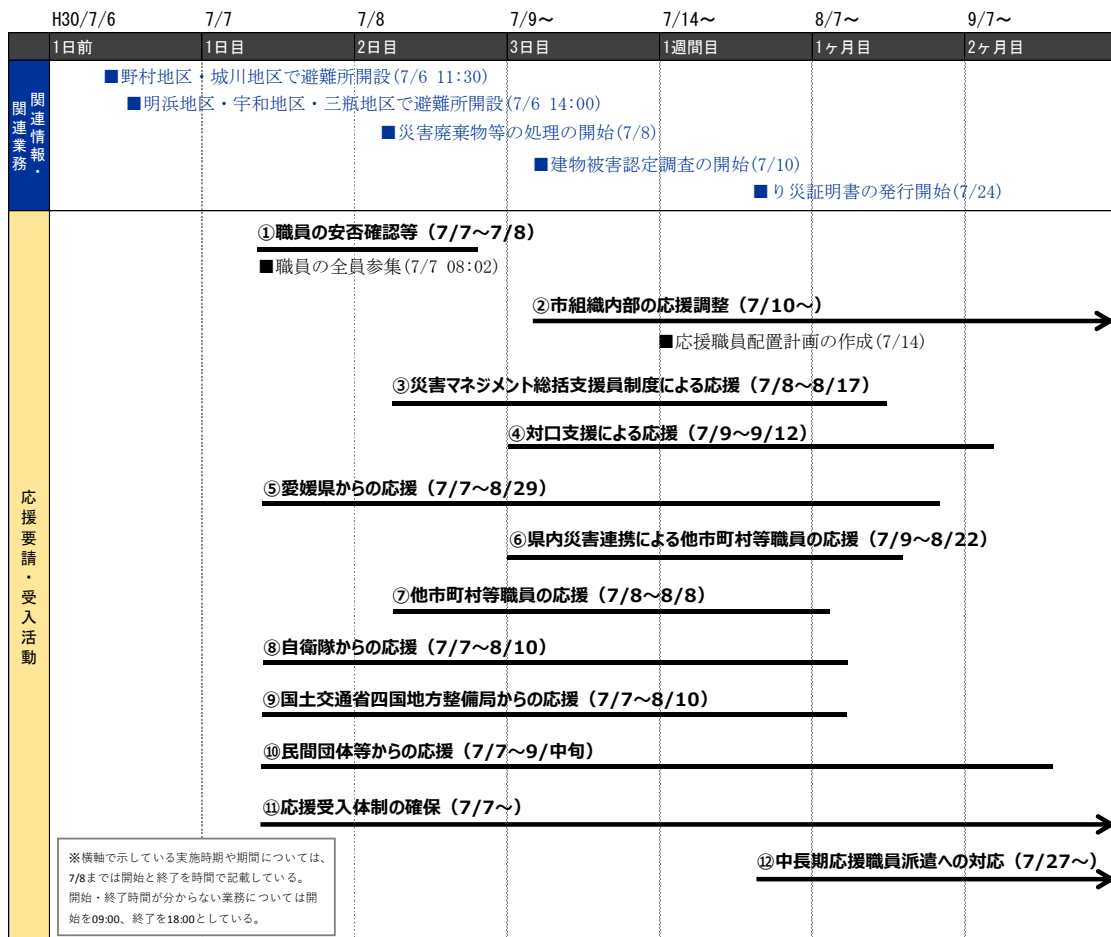 H30/7/6 7/7 7/8 7/9～ 7/14～ 8/7～ 9/7～
1日前 1日目 2日目 3日目 1週間目 1ヶ月目 2ヶ月目
関連情報・
関連業務
■野村地区・城川地区で避難所開設(7/6 11:30)
■明浜地区・宇和地区・三瓶地区で避難所開設(7/6 14:00)
■災害廃棄物等の処理の開始(7/8)
■建物被害認定調査の開始(7/10)
■り災証明書の発行開始(7/24)
応援要請・受入活動
①職員の安否確認等（7/7～7/8）
■職員の全員参集(7/7 08:02)
②市組織内部の応援調整（7/10～）
■応援職員配置計画の作成(7/14)
③災害マネジメント総括支援員制度による応援（7/8～8/17）
④対口支援による応援（7/9～9/12）
⑤愛媛県からの応援（7/7～8/29）
⑥県内災害連携による他市町村等職員の応援（7/9～8/22）
⑦他市町村等職員の応援（7/8～8/8）
⑧自衛隊からの応援（7/7～8/10）
⑨国土交通省四国地方整備局からの応援（7/7～8/10）
⑩民間団体等からの応援（7/7～9/中旬）
⑪応援受入体制の確保（7/7～）
⑫中長期応援職員派遣への対応（7/27～）
※横軸で示している実施時期や期間については、
7/8までは開始と終了を時間で記載している。
開始・終了時間が分からない業務については開
始を09:00、終了を18:00としている。